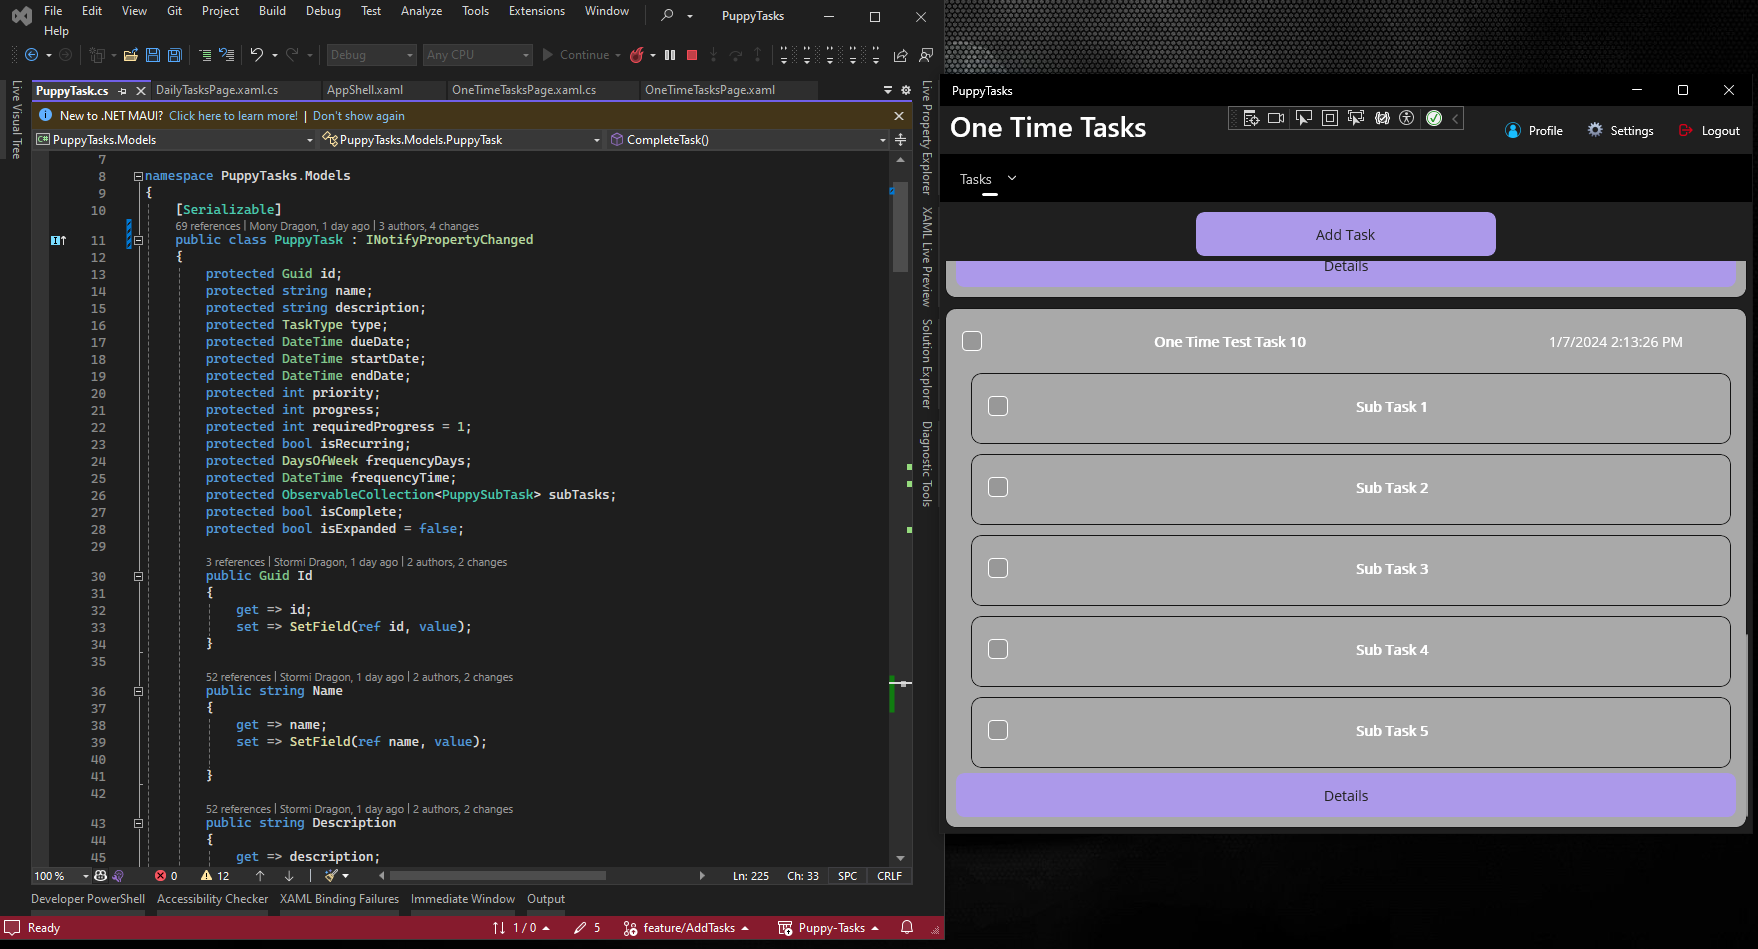 File Edit View Git Project Build Debug Test Analyze Tools Extensions Window PuppyTasks
Help
Debug Any CPU Continue
PuppyTask.cs DailyTasksPage.xaml.cs AppShell.xaml OneTimeTasksPage.xaml.cs OneTimeTasksPage.xaml
New to .NET MAUI? Click here to learn more! | Don't show again
PuppyTasks.Models PuppyTasks.Models.PuppyTask CompleteTask()
Live Visual Tree
7
8 namespace PuppyTasks.Models
9 {
10 [Serializable]
69 references | Mony Dragon, 1 day ago | 3 authors, 4 changes
11 public class PuppyTask : INotifyPropertyChanged
12 {
13 protected Guid id;
14 protected string name;
15 protected string description;
16 protected TaskType type;
17 protected DateTime dueDate;
18 protected DateTime startDate;
19 protected DateTime endDate;
20 protected int priority;
21 protected int progress;
22 protected int requiredProgress = 1;
23 protected bool isRecurring;
24 protected DaysOfWeek frequencyDays;
25 protected DateTime frequencyTime;
26 protected ObservableCollection<PuppySubTask> subTasks;
27 protected bool isComplete;
28 protected bool isExpanded = false;
29
3 references | Stormi Dragon, 1 day ago | 2 authors, 2 changes
30 public Guid Id
31 {
32 get => id;
33 set => SetField(ref id, value);
34 }
35
52 references | Stormi Dragon, 1 day ago | 2 authors, 2 changes
36 public string Name
37 {
38 get => name;
39 set => SetField(ref name, value);
40
41 }
42
52 references | Stormi Dragon, 1 day ago | 2 authors, 2 changes
43 public string Description
44 {
45 get => description;
100 % 0 12 Ln: 225 Ch: 33 SPC CRLF
Developer PowerShell Accessibility Checker XAML Binding Failures Immediate Window Output
Ready 1 / 0 5 feature/AddTasks Puppy-Tasks
Live Property Explorer
XAML Live Preview
Solution Explorer
Diagnostic Tools
PuppyTasks
One Time Tasks Profile Settings Logout
Tasks
Add Task
Details
One Time Test Task 10 1/7/2024 2:13:26 PM
Sub Task 1
Sub Task 2
Sub Task 3
Sub Task 4
Sub Task 5
Details